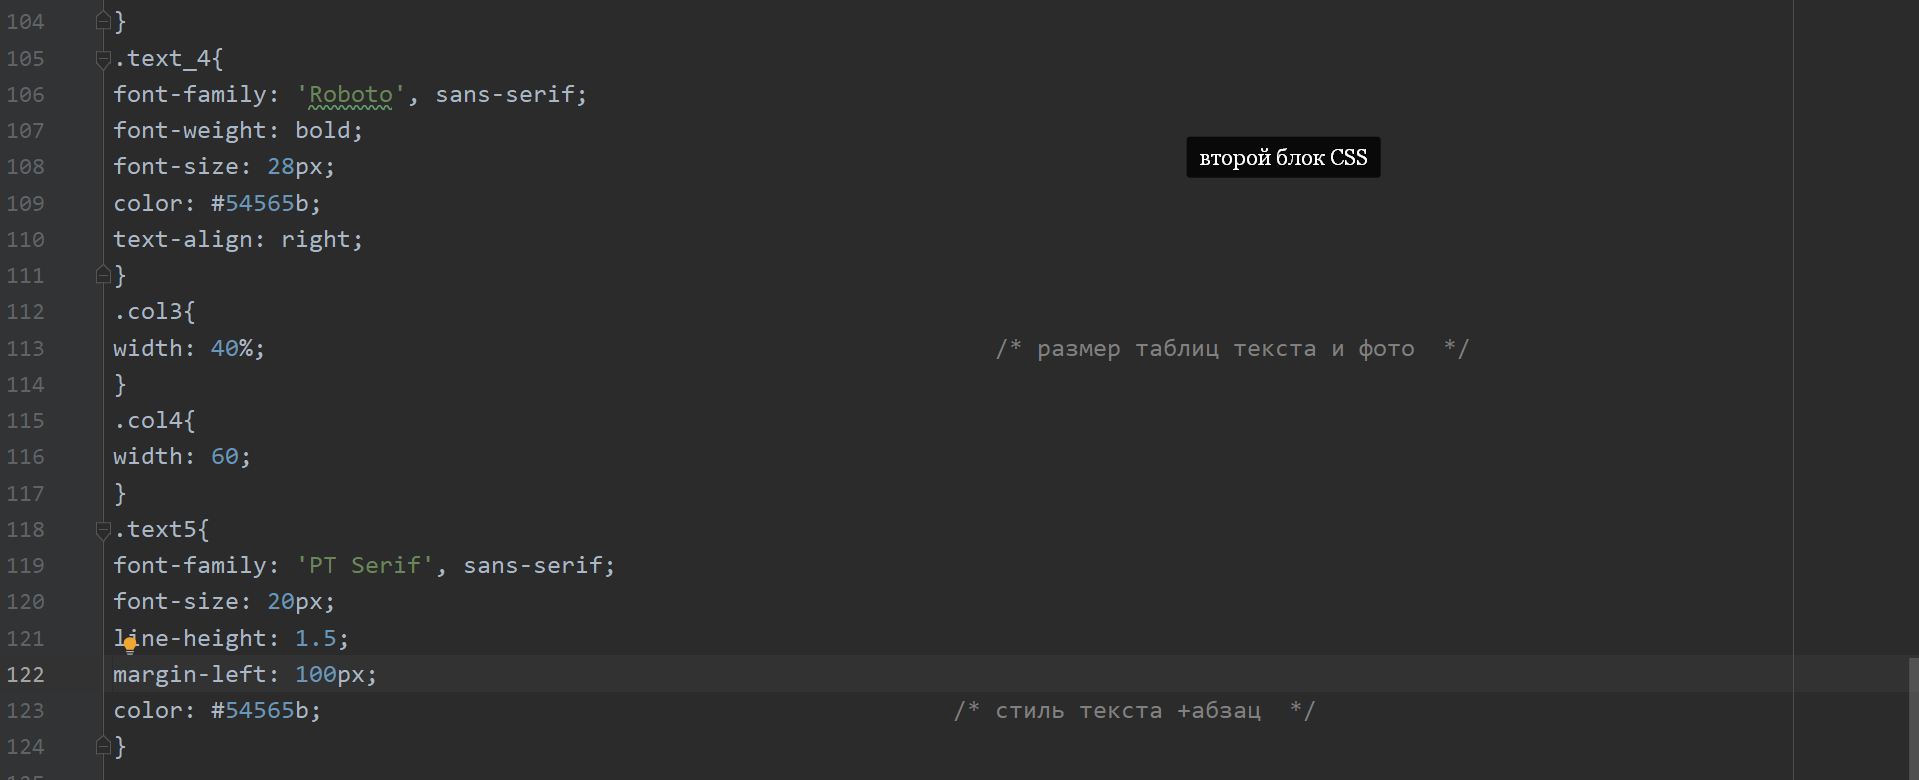 104 }
105 .text_4{
106 font-family: 'Roboto', sans-serif;
107 font-weight: bold;
второй блок CSS
108 font-size: 28px;
109 color: #54565b;
110 text-align: right;
111 }
112 .col3{
113 width: 40%; /* размер таблиц текста и фото  */
114 }
115 .col4{
116 width: 60;
117 }
118 .text5{
119 font-family: 'PT Serif', sans-serif;
120 font-size: 20px;
121 line-height: 1.5;
122 margin-left: 100px;
123 color: #54565b; /* стиль текста +абзац  */
124 }